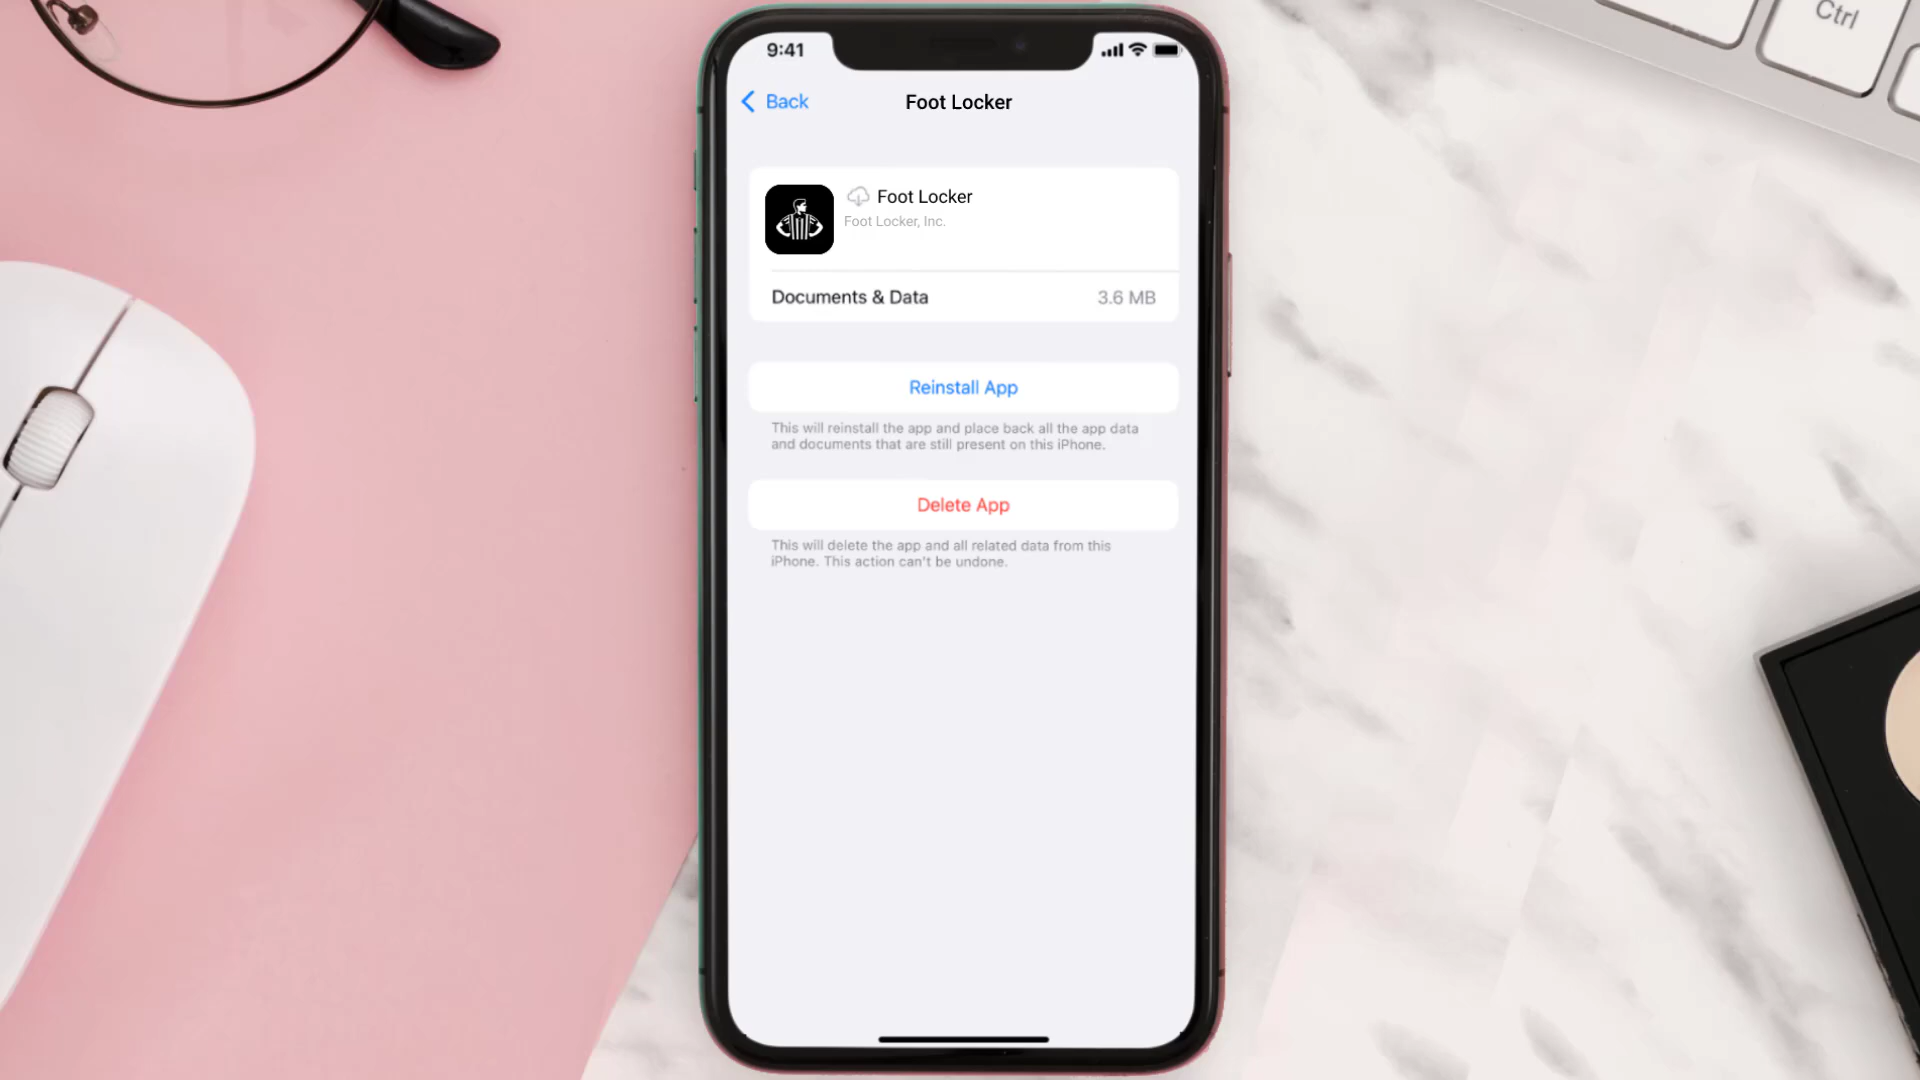 Ctrl
9:41
Back
Foot Locker
Foot Locker
Foot Locker, Inc.
Documents & Data
3.6 MB
Reinstall App
This will reinstall the app and place back all the app data
and documents that are still present on this iPhone.
Delete App
This will delete the app and all related data from this
iPhone. This action can't be undone.